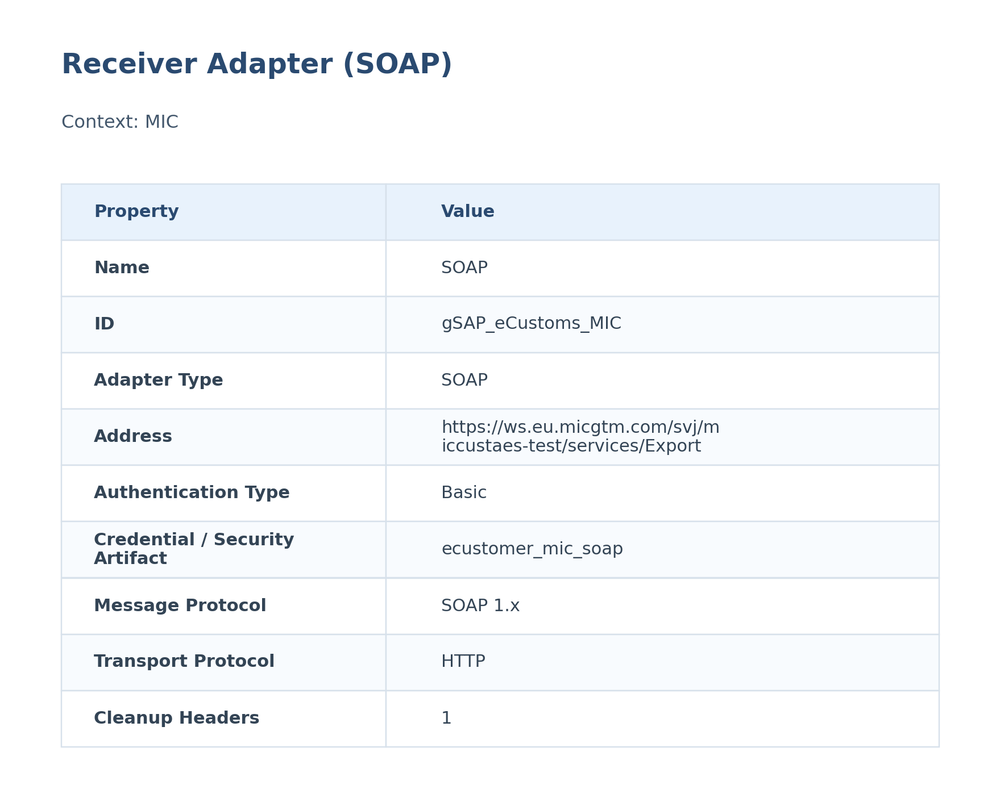 Receiver Adapter (SOAP)
Context: MIC
Property Value
Name SOAP
ID gSAP_eCustoms_MIC
Adapter Type SOAP
Address https://ws.eu.micgtm.com/svj/m
iccustaes-test/services/Export
Authentication Type Basic
Credential / Security
Artifact ecustomer_mic_soap
Message Protocol SOAP 1.x
Transport Protocol HTTP
Cleanup Headers 1